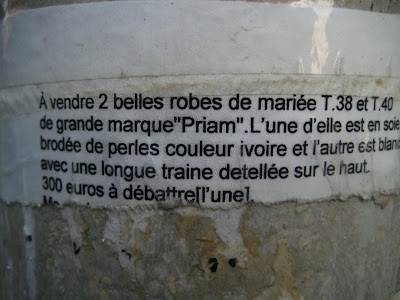 À vendre 2 belles robes de mariée T.38 et T.40
de grande marque"Priam".L'une d'elle est en soie
brodée de perles couleur ivoire et l'autre est blanc
avec une longue traine detellée sur le haut.
300 euros à débattre[l'une]